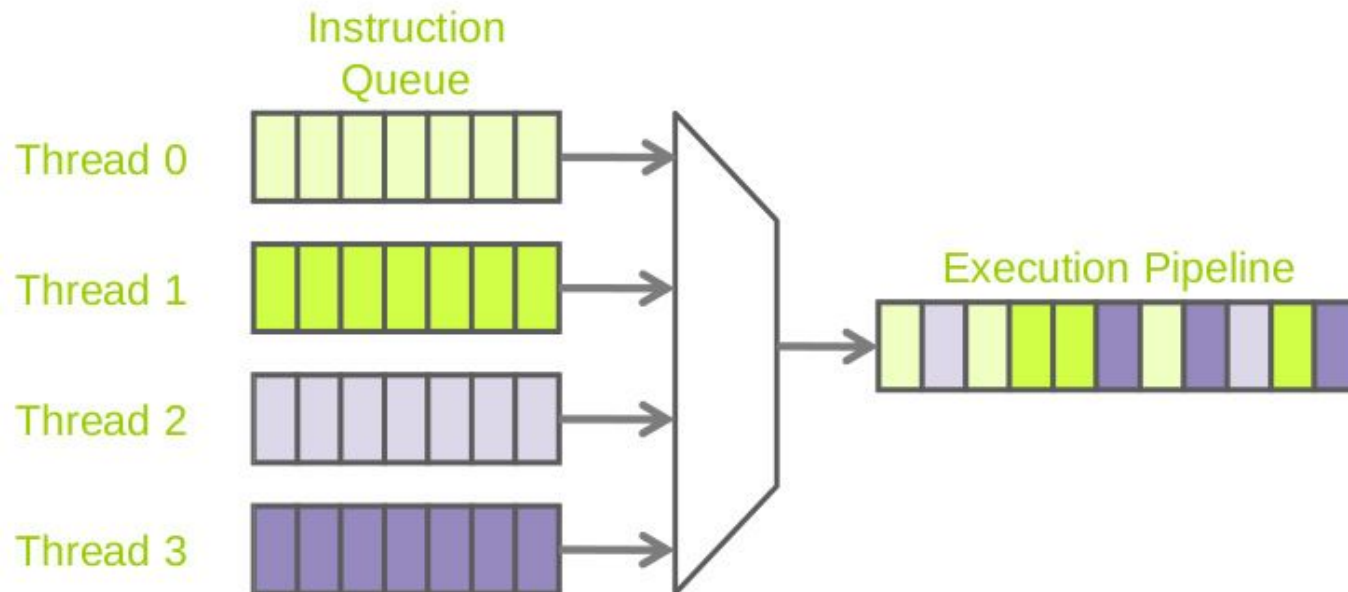 Instruction
Queue
Thread 0
Thread 1
Execution Pipeline
Thread 2
Thread 3